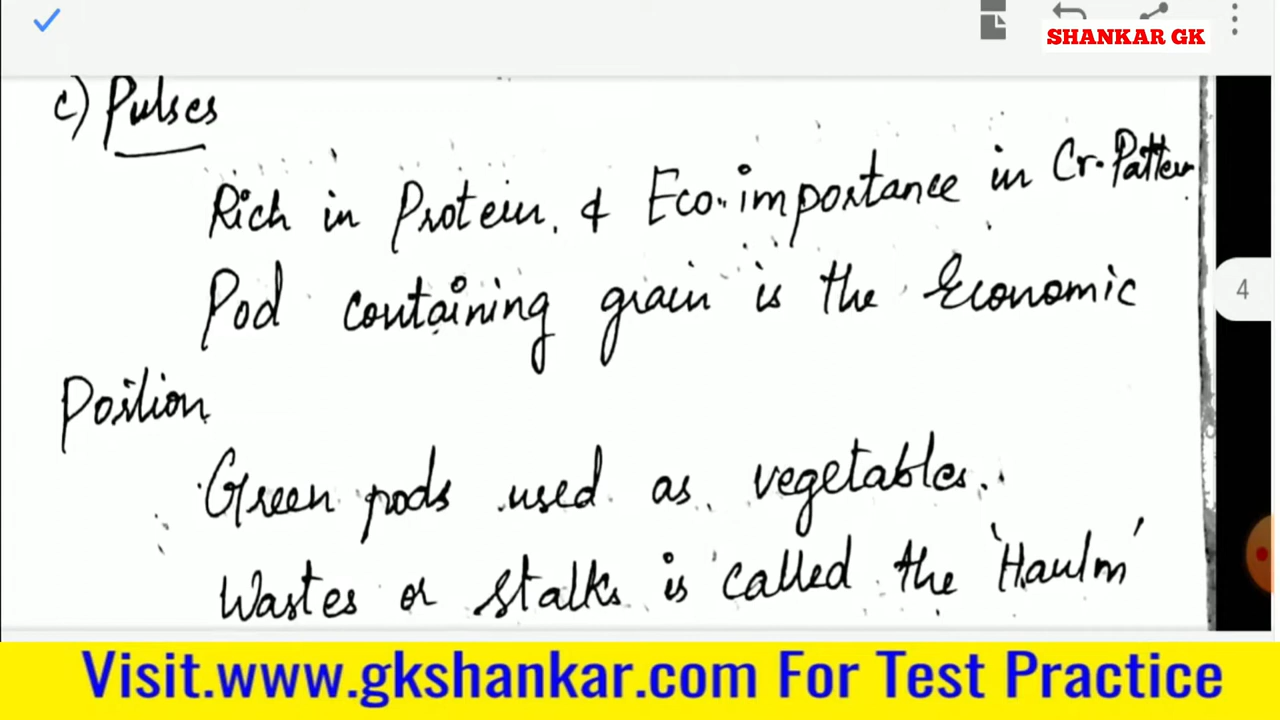 SHANKAR GK
c) Pulses
Rich in Protein & Eco-importance in Cr. Pattern
Pod containing grain is the Economic
4
Position
Green pods used as vegetables.
Wastes or Stalks is called the 'Haulm'
Visit.www.gkshankar.com For Test Practice